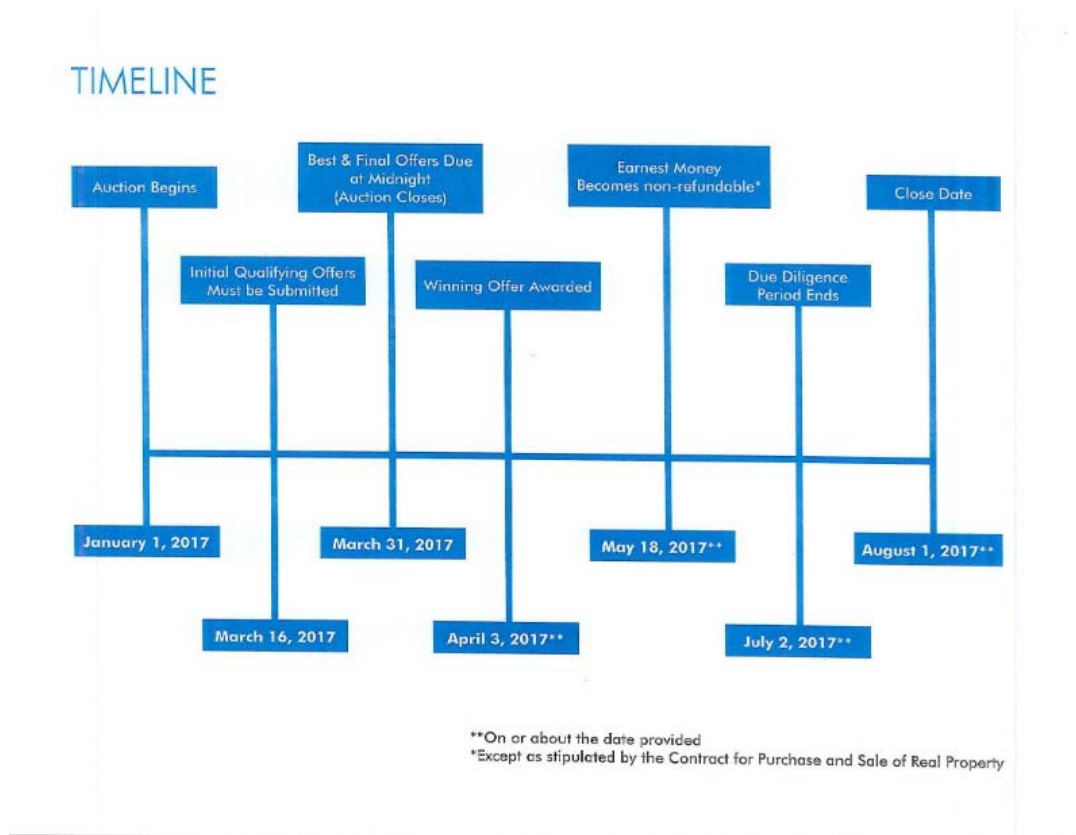 TIMELINE
Auction Begins
Best & Final Offers Due
at Midnight
(Auction Closes)
Earnest Money
Becomes non-refundable*
Close Date
Initial Qualifying Offers
Must be Submitted
Winning Offer Awarded
Due Diligence
Period Ends
January 1, 2017
March 31, 2017
May 18, 2017**
August 1, 2017**
March 16, 2017
April 3, 2017**
July 2, 2017**
**On or about the date provided
*Except as stipulated by the Contract for Purchase and Sale of Real Property